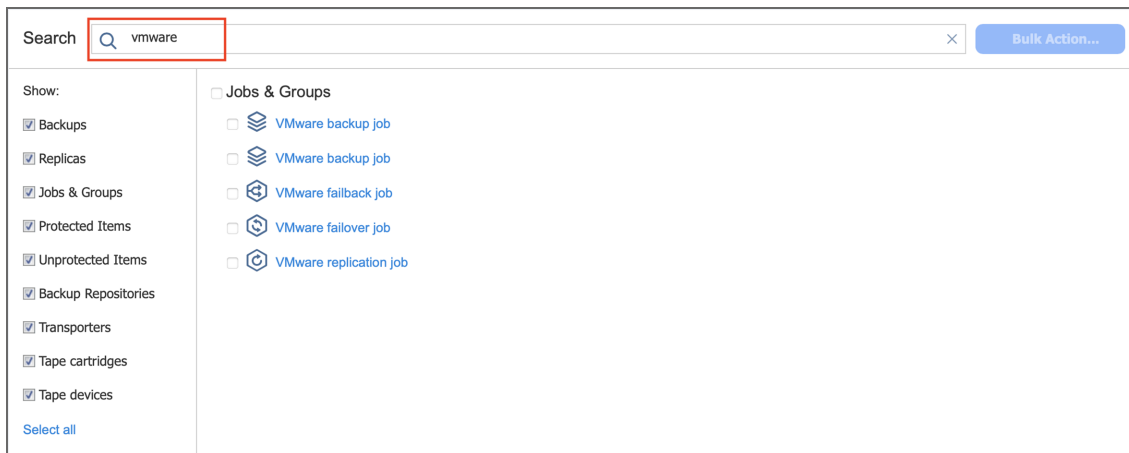 Search
vmware
Bulk Action...
Show:
Backups
Replicas
Jobs & Groups
Protected Items
Unprotected Items
Backup Repositories
Transporters
Tape cartridges
Tape devices
Select all
Jobs & Groups
VMware backup job
VMware backup job
VMware failback job
VMware failover job
VMware replication job